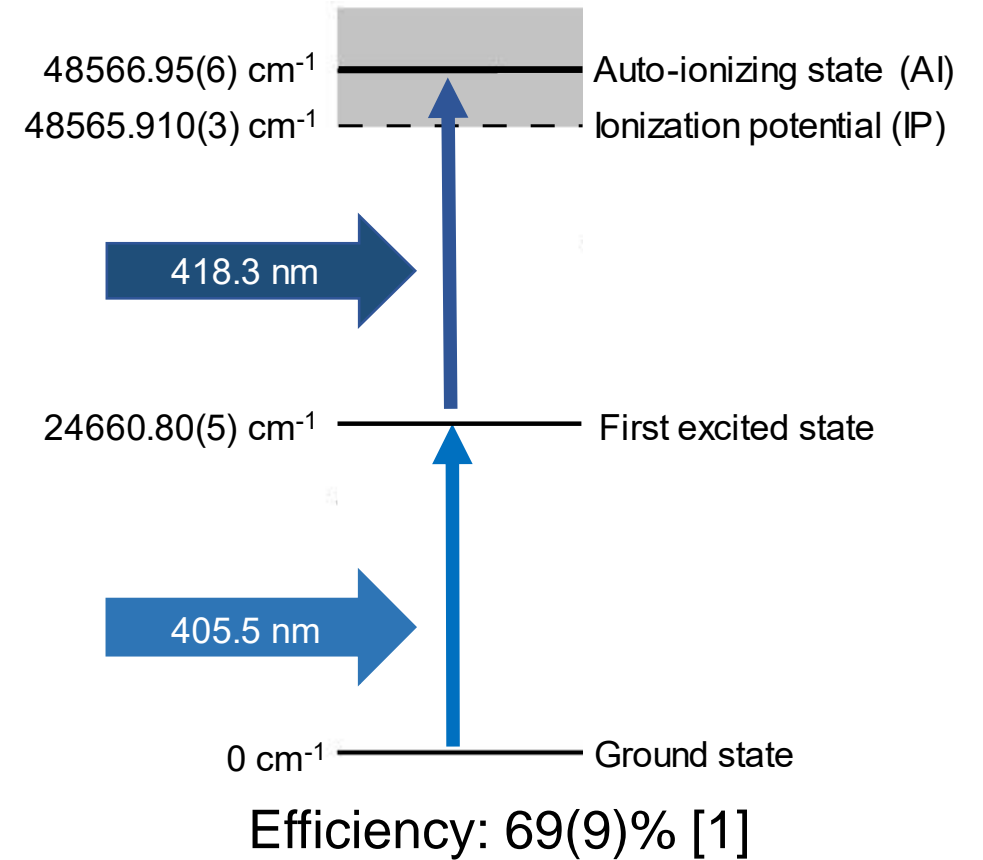 48566.95(6) cm⁻¹ Auto-ionizing state (AI)
48565.910(3) cm⁻¹ Ionization potential (IP)
418.3 nm
24660.80(5) cm⁻¹ First excited state
405.5 nm
0 cm⁻¹ Ground state
Efficiency: 69(9)% [1]